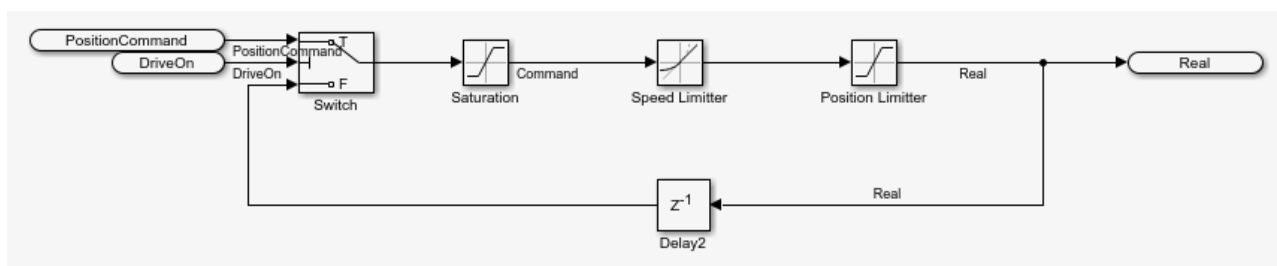 PositionCommand
PositionCommand
DriveOn
DriveOn
T
F
Switch
Saturation
Command
Speed Limitter
Position Limitter
Real
Real
Z-1
Delay2
Real